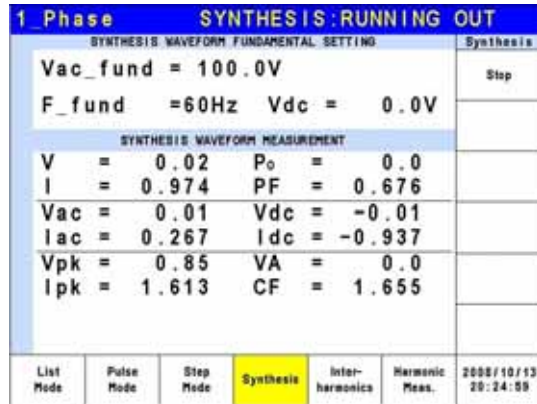 1_Phase SYNTHESIS:RUNNING OUT
SYNTHESIS WAVEFORM FUNDAMENTAL SETTING
Synthesis
Vac_fund = 100.0V
Stop
F_fund =60Hz Vdc = 0.0V
SYNTHESIS WAVEFORM MEASUREMENT
V = 0.02 Po = 0.0
I = 0.974 PF = 0.676
Vac = 0.01 Vdc = -0.01
Iac = 0.267 Idc = -0.937
Vpk = 0.85 VA = 0.0
Ipk = 1.613 CF = 1.655
List Mode
Pulse Mode
Step Mode
Synthesis
Inter-harmonics
Harmonic Meas.
2008/10/13
20:24:59